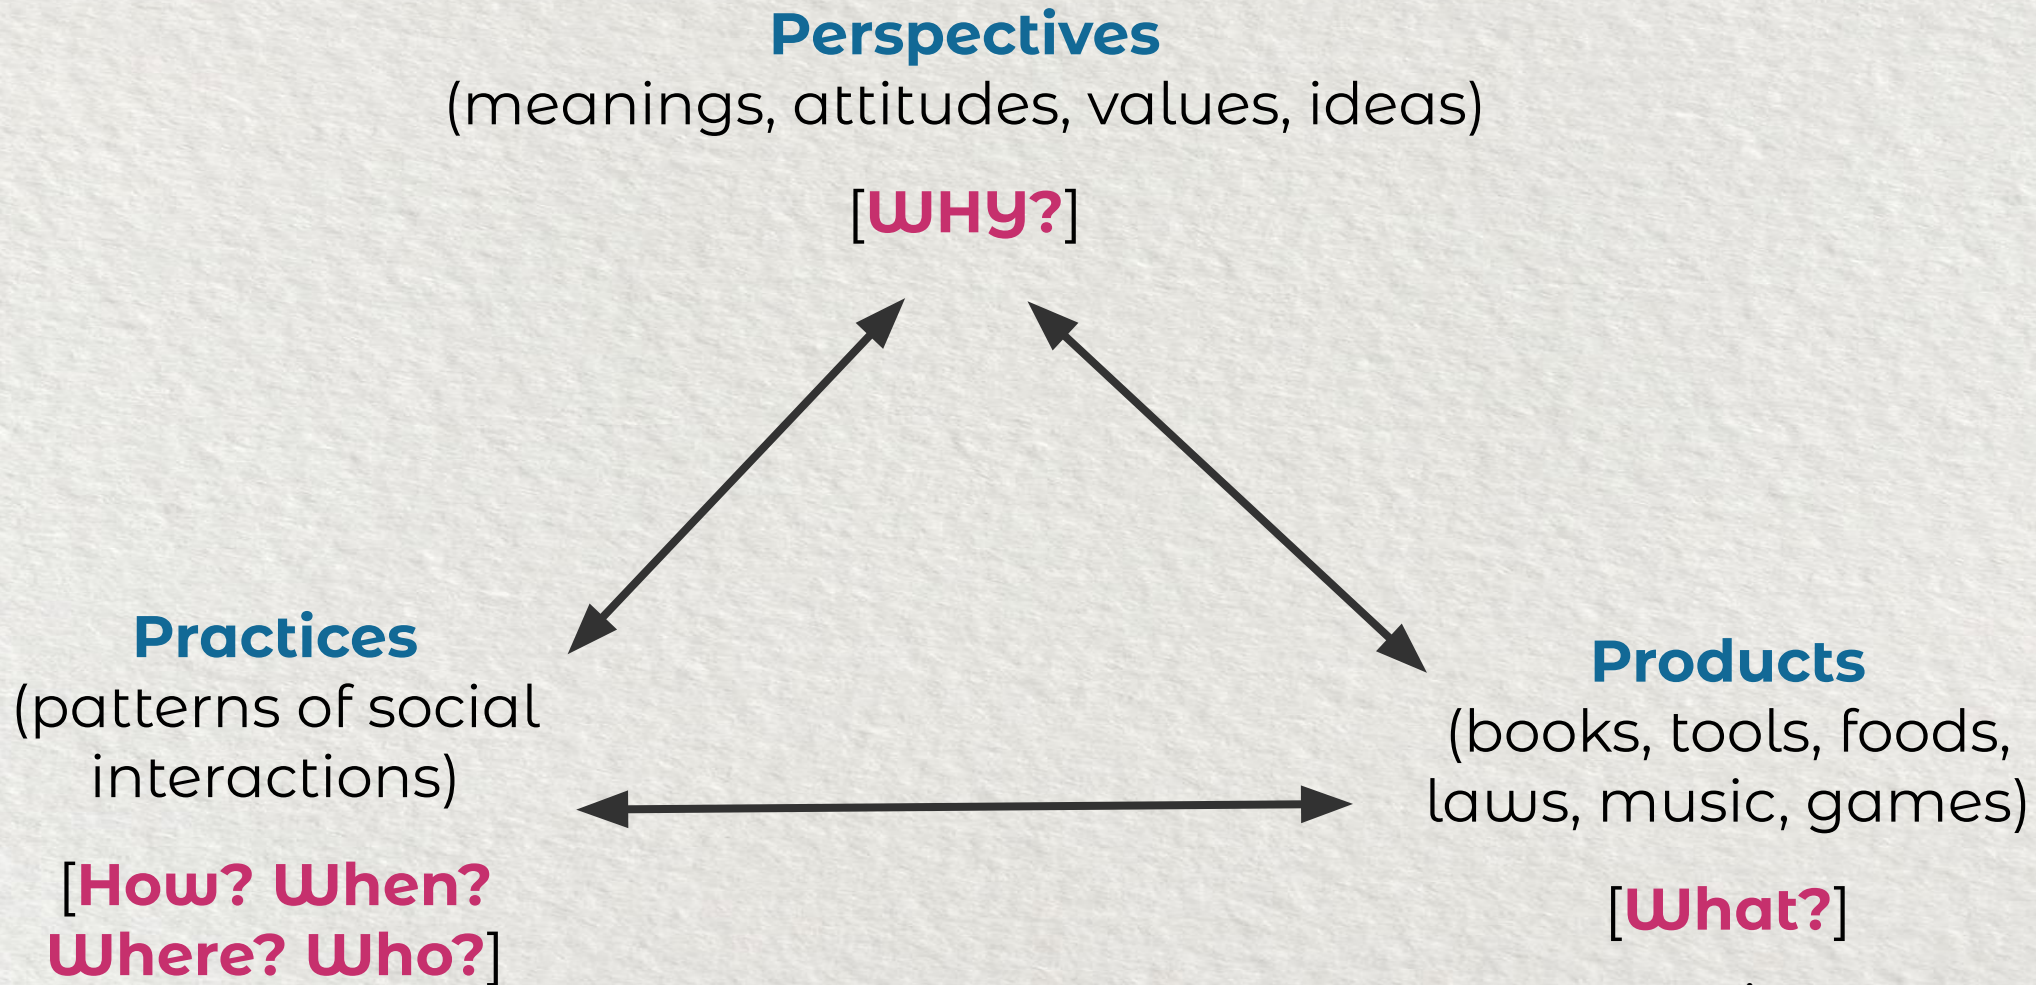 Perspectives
(meanings, attitudes, values, ideas)
[WHY?]
Practices
(patterns of social
interactions)
[How? When?
Where? Who?]
Products
(books, tools, foods,
laws, music, games)
[What?]